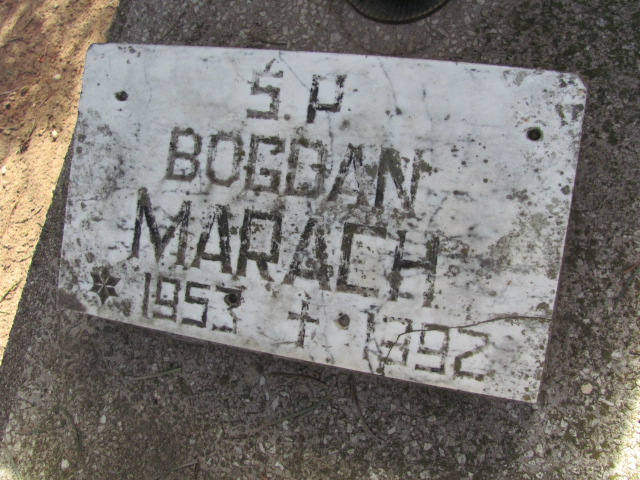 Ś.P
BOGDAN
MARACH
1953 † 1992